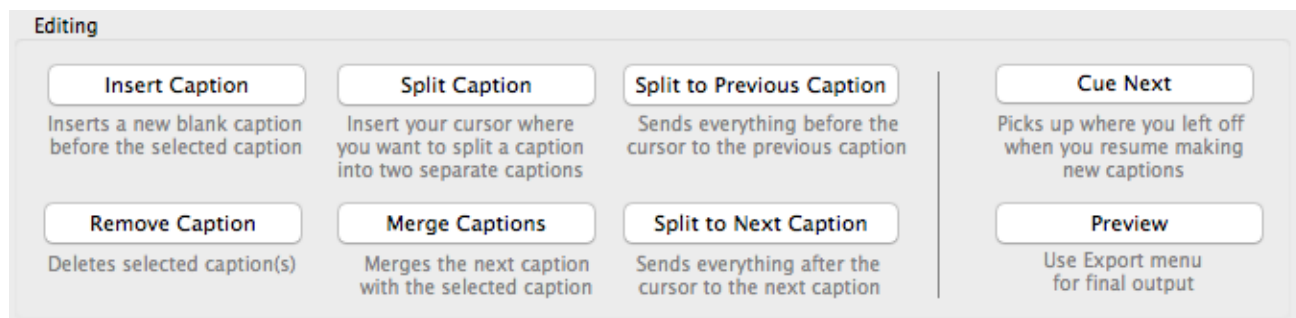 Editing
Insert Caption
Inserts a new blank caption
before the selected caption
Split Caption
Insert your cursor where
you want to split a caption
into two separate captions
Split to Previous Caption
Sends everything before the
cursor to the previous caption
Cue Next
Picks up where you left off
when you resume making
new captions
Remove Caption
Deletes selected caption(s)
Merge Captions
Merges the next caption
with the selected caption
Split to Next Caption
Sends everything after the
cursor to the next caption
Preview
Use Export menu
for final output